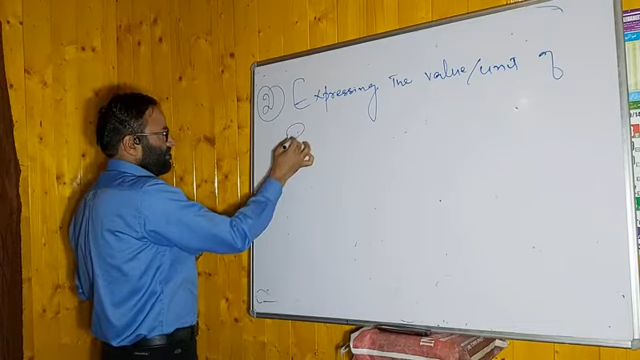 2 Expressing The value/unit of